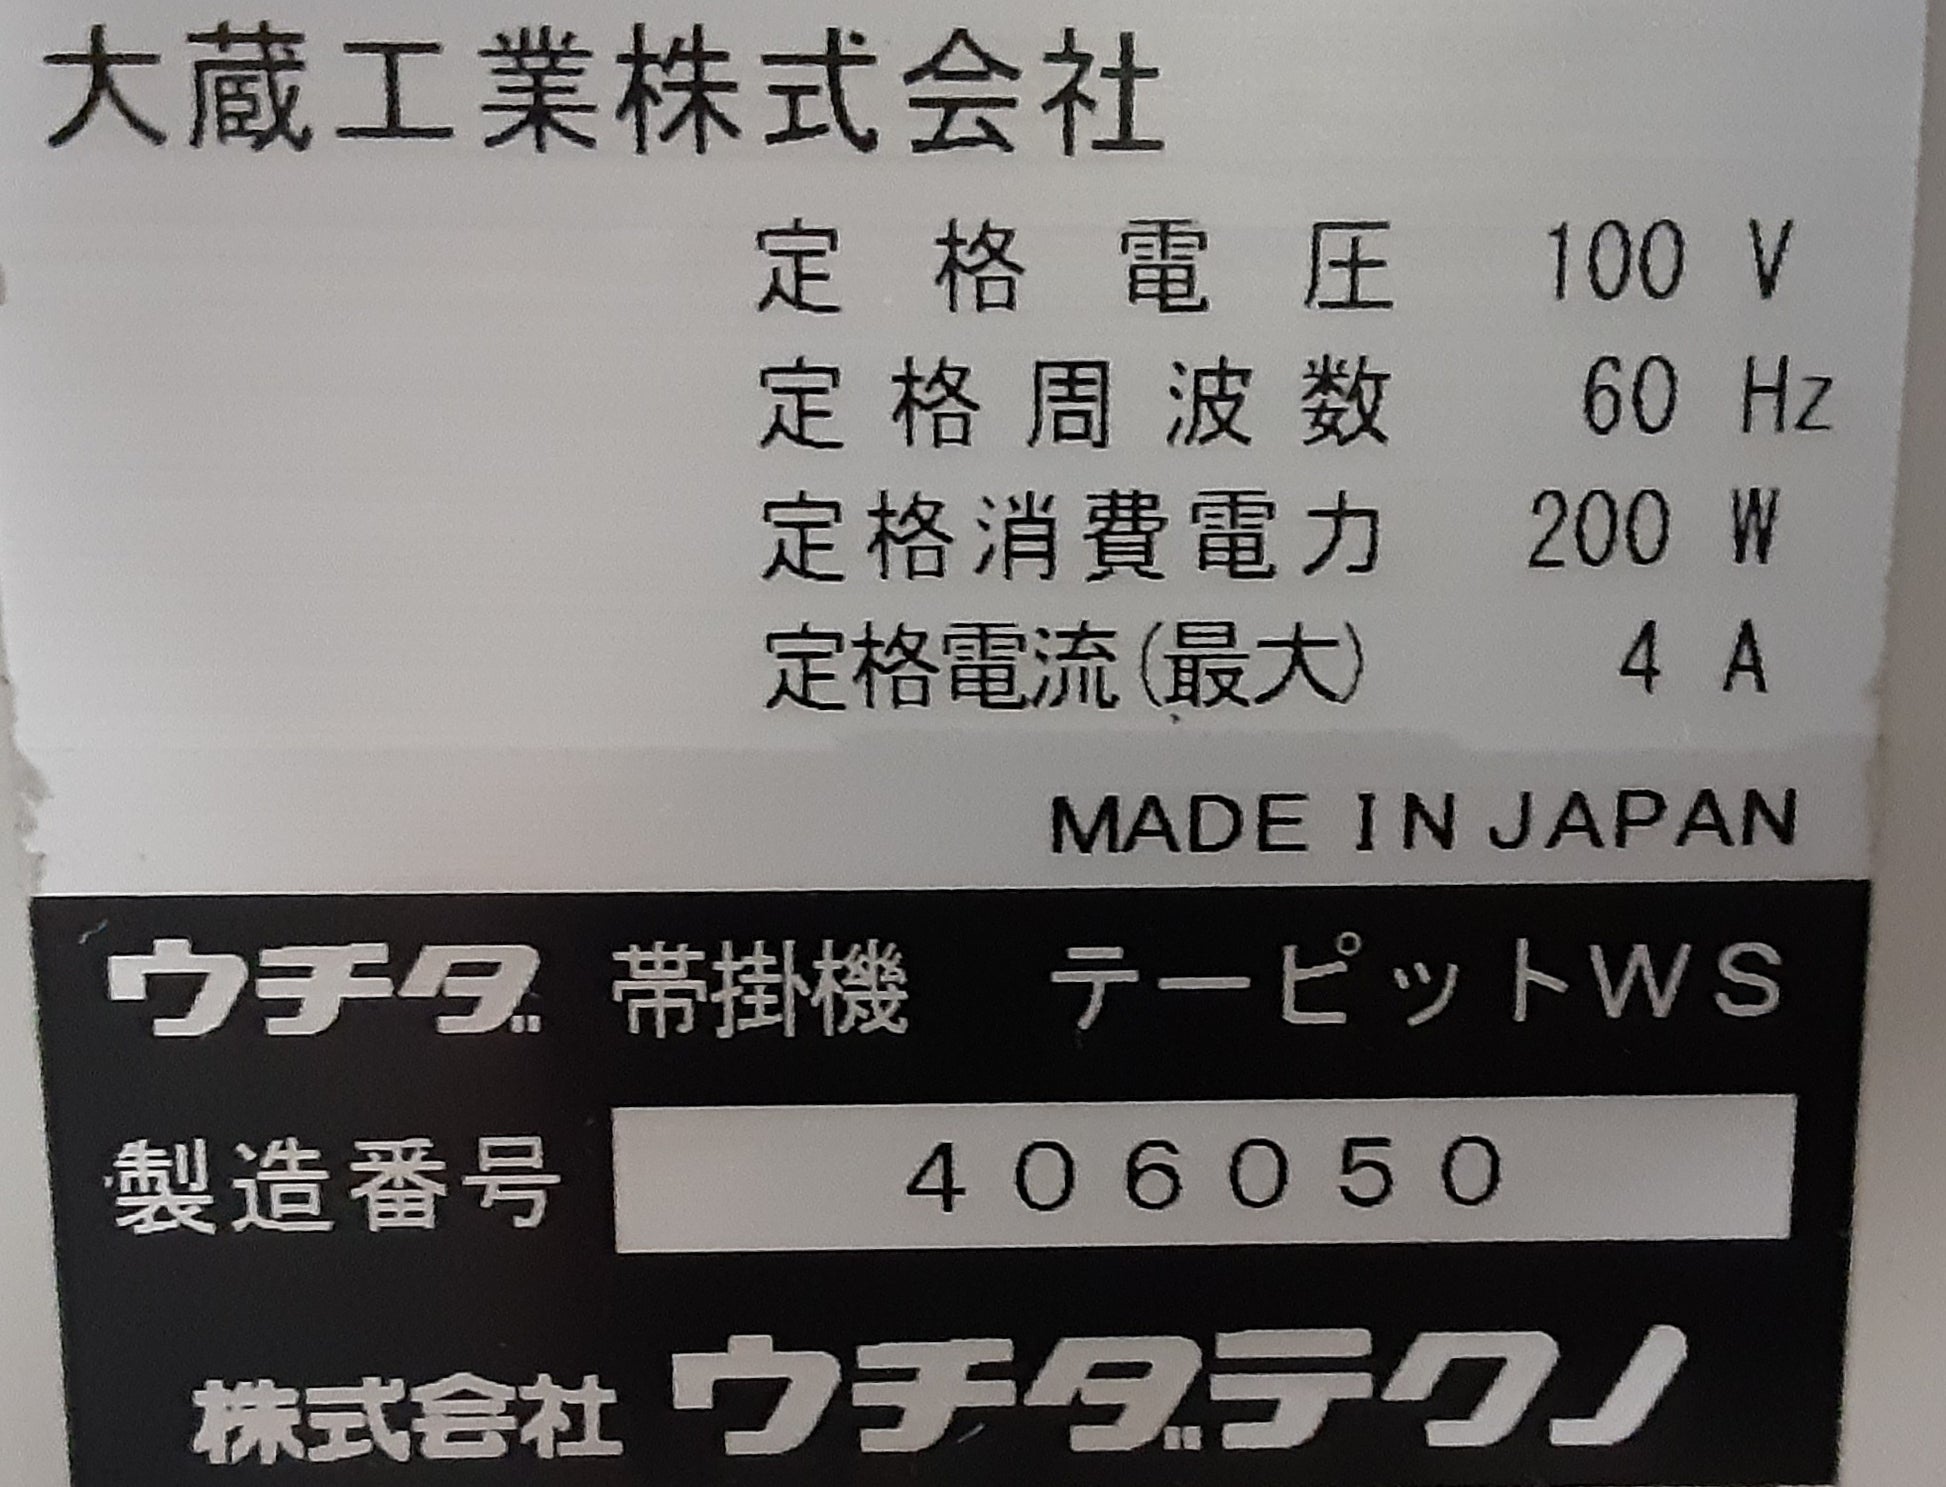 大蔵工業株式会社
定格電圧 100 V
定格周波数 60 Hz
定格消費電力 200 W
定格電流(最大) 4 A
MADE IN JAPAN
ウチダ 帯掛機 テーピットWS
製造番号 406050
株式会社 ウチダテクノ